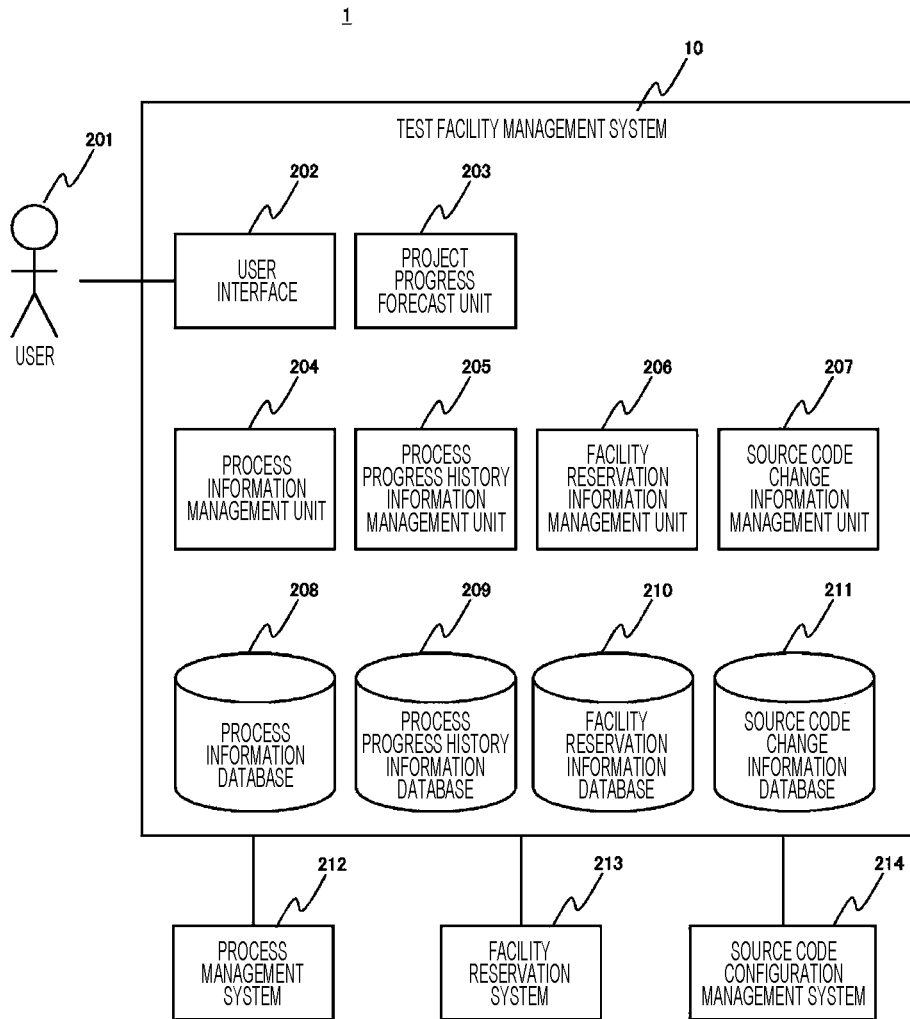 1
10
TEST FACILITY MANAGEMENT SYSTEM
201
202
203
USER
INTERFACE
PROJECT
PROGRESS
FORECAST UNIT
USER
204
205
206
207
PROCESS
INFORMATION
MANAGEMENT UNIT
PROCESS
PROGRESS HISTORY
INFORMATION
MANAGEMENT UNIT
FACILITY
RESERVATION
INFORMATION
MANAGEMENT UNIT
SOURCE CODE
CHANGE
INFORMATION
MANAGEMENT UNIT
208
209
210
211
PROCESS
INFORMATION
DATABASE
PROCESS
PROGRESS HISTORY
INFORMATION
DATABASE
FACILITY
RESERVATION
INFORMATION
DATABASE
SOURCE CODE
CHANGE
INFORMATION
DATABASE
212
213
214
PROCESS
MANAGEMENT
SYSTEM
FACILITY
RESERVATION
SYSTEM
SOURCE CODE
CONFIGURATION
MANAGEMENT SYSTEM